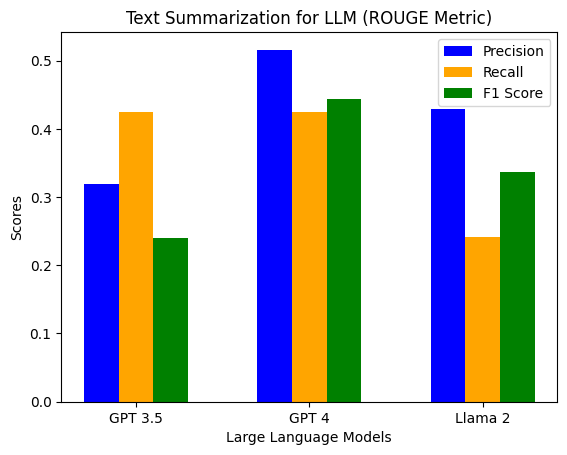 Text Summarization for LLM (ROUGE Metric)
Precision
Recall
F1 Score
Scores
0.5
0.4
0.3
0.2
0.1
0.0
GPT 3.5
GPT 4
Llama 2
Large Language Models